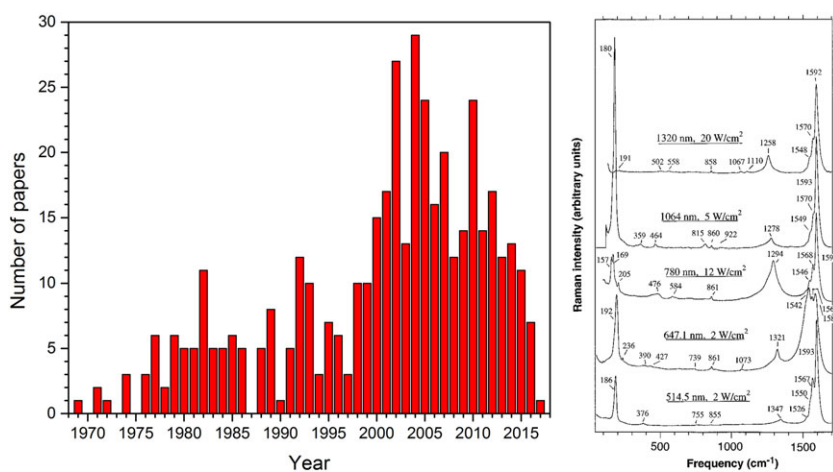 30
25
20
15
10
5
0
Number of papers
1970 1975 1980 1985 1990 1995 2000 2005 2010 2015
Year
Raman intensity (arbitrary units)
180
1592
1320 nm, 20 W/cm²
1258
1570
1548
191 502 558 858 1067 1110
1593
1570
1064 nm, 5 W/cm²
1278
1549
359 464 815 860 922
157 169
205
780 nm, 12 W/cm²
1294
1568
1546
476 584 861
1542
192
647.1 nm, 2 W/cm²
1321
1593
236 390 427 739 861 1073
186
514.5 nm, 2 W/cm²
1567
1550
1526
376 755 855 1347
500 1000 1500
Frequency (cm⁻¹)